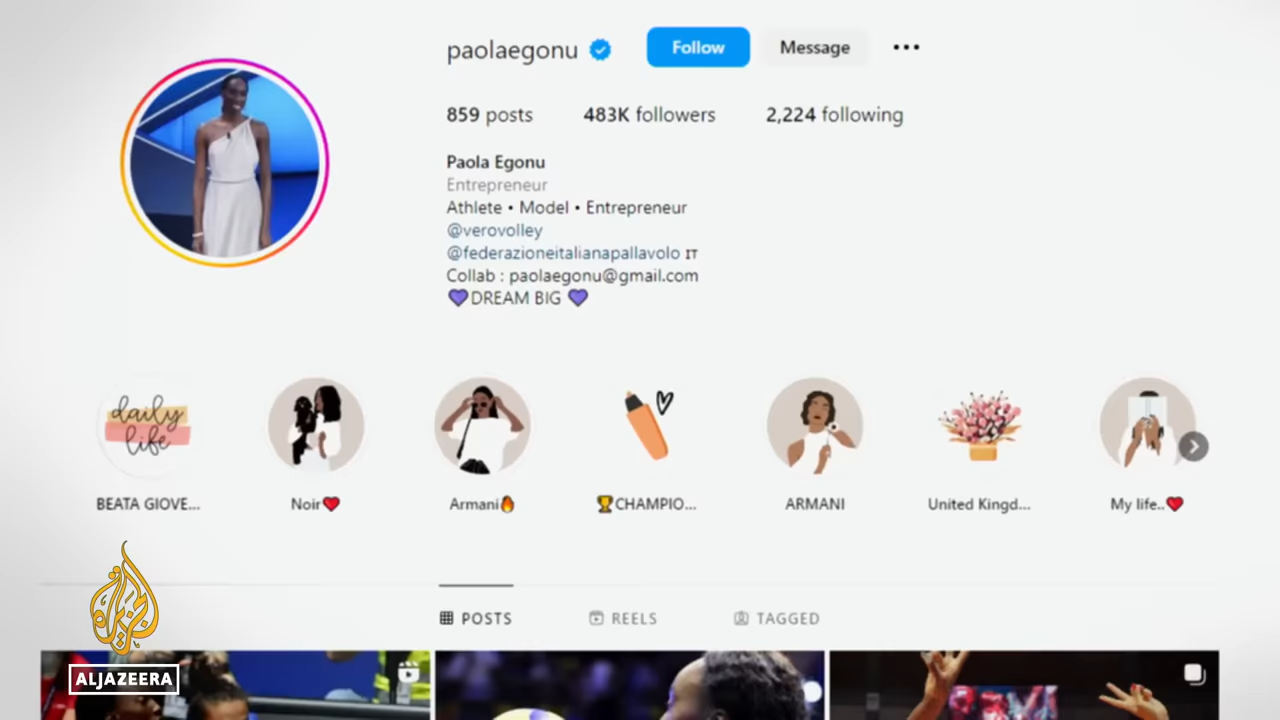 paolaegonu
Follow
Message
859 posts
483K followers
2,224 following
Paola Egonu
Entrepreneur
Athlete • Model • Entrepreneur
@verovolley
@federazioneitalianapallavolo IT
Collab : paolaegonu@gmail.com
💜DREAM BIG 💜
daily
life
BEATA GIOVE...
Noir❤️
Armani🔥
🏆CHAMPIO...
ARMANI
United Kingd...
My life..❤️
POSTS
REELS
TAGGED
الجزيرة
ALJAZEERA